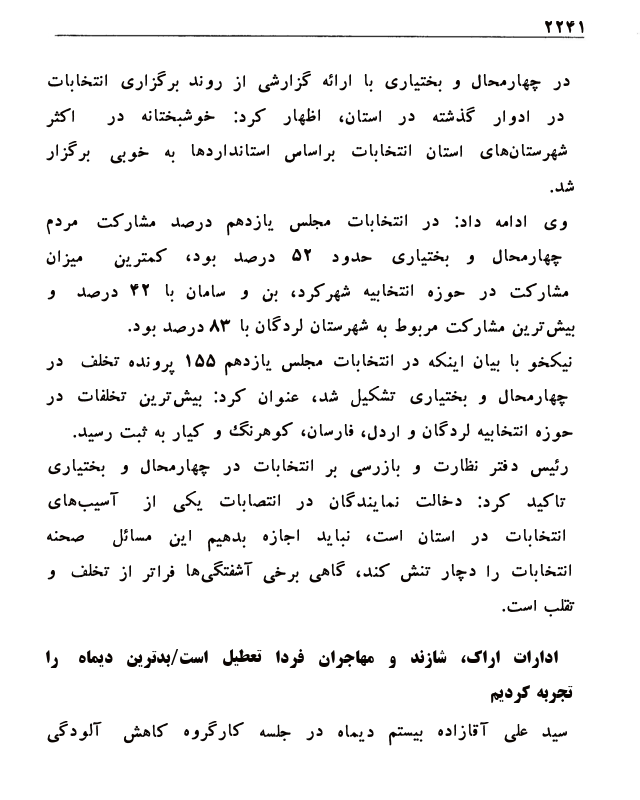 ۲۲۴۱
در چهارمحال و بختیاری با ارائه گزارشی از روند برگزاری انتخابات
در ادوار گذشته در استان، اظهار کرد: خوشبختانه در اکثر
شهرستان‌های استان انتخابات براساس استانداردها به خوبی برگزار
شد.
وی ادامه داد: در انتخابات مجلس یازدهم درصد مشارکت مردم
چهارمحال و بختیاری حدود ۵۲ درصد بود، کمترین میزان
مشارکت در حوزه انتخابیه شهرکرد، بن و سامان با ۴۲ درصد و
بیش‌ترین مشارکت مربوط به شهرستان لردگان با ۸۳ درصد بود.
نیکخو با بیان اینکه در انتخابات مجلس یازدهم ۱۵۵ پرونده تخلف در
چهارمحال و بختیاری تشکیل شد، عنوان کرد: بیش‌ترین تخلفات در
حوزه انتخابیه لردگان و اردل، فارسان، کوهرنگ و کیار به ثبت رسید.
رئیس دفتر نظارت و بازرسی بر انتخابات در چهارمحال و بختیاری
تاکید کرد: دخالت نمایندگان در انتصابات یکی از آسیب‌های
انتخابات در استان است، نباید اجازه بدهیم این مسائل صحنه
انتخابات را دچار تنش کند، گاهی برخی آشفتگی‌ها فراتر از تخلف و
تقلب است.
ادارات اراک، شازند و مهاجران فردا تعطیل است/بدترین دیماه را
تجربه کردیم
سید علی آقازاده بیستم دیماه در جلسه کارگروه کاهش آلودگی